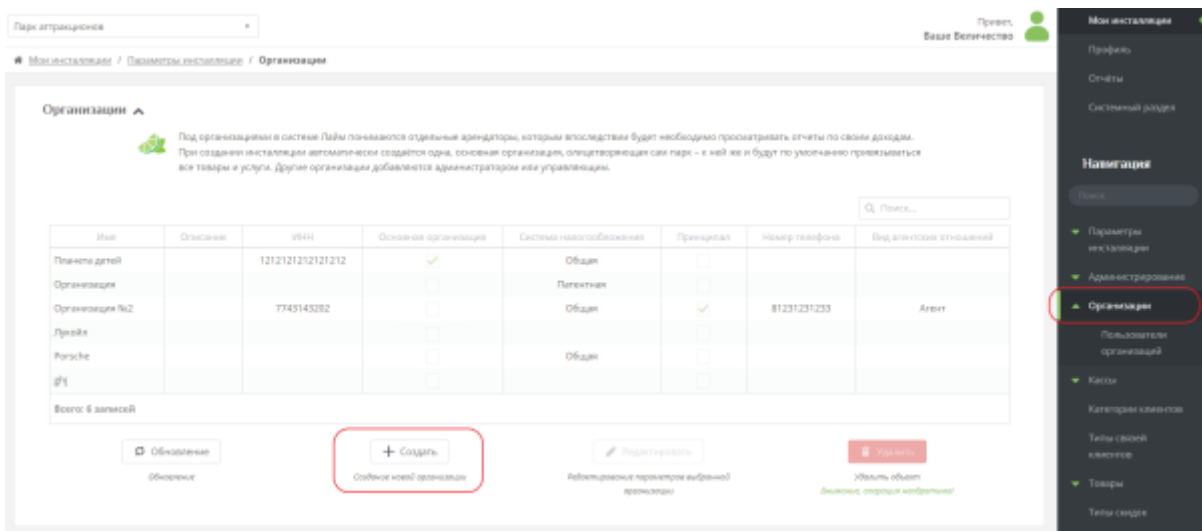 Парк аттракционов
Привет,
Ваше Величество
Мои инсталляции / Параметры инсталляции / Организации
Организации
Под организациями в системе Лайм понимаются отдельные арендаторы, которым впоследствии будет необходимо просматривать отчеты по своим доходам.
При создании инсталляции автоматически создаётся одна, основная организация, олицетворяющая сам парк – к ней же и будут по умолчанию привязываться
все товары и услуги. Другие организации добавляются администратором или управляющим.
Поиск...
Имя Описание ИНН Основная организация Система налогообложения Принципал Номер телефона Вид агентских отношений
Планета детей 1212121212121212 Общая
Организация Патентная
Организация №2 7743143202 Общая 81231231233 Агент
Лукойл
Porsche Общая
Всего: 6 записей
Обновление Создать Редактировать Удалить
Обновление Создание новой организации Редактирование параметров выбранной Удалить объект
организации Внимание, операция необратима!
Мои инсталляции
Профиль
Отчёты
Системный раздел
Навигация
Поиск...
Параметры
инсталляции
Администрирование
Организации
Пользователи
организаций
Кассы
Категории клиентов
Типы связей
клиентов
Товары
Типы скидок